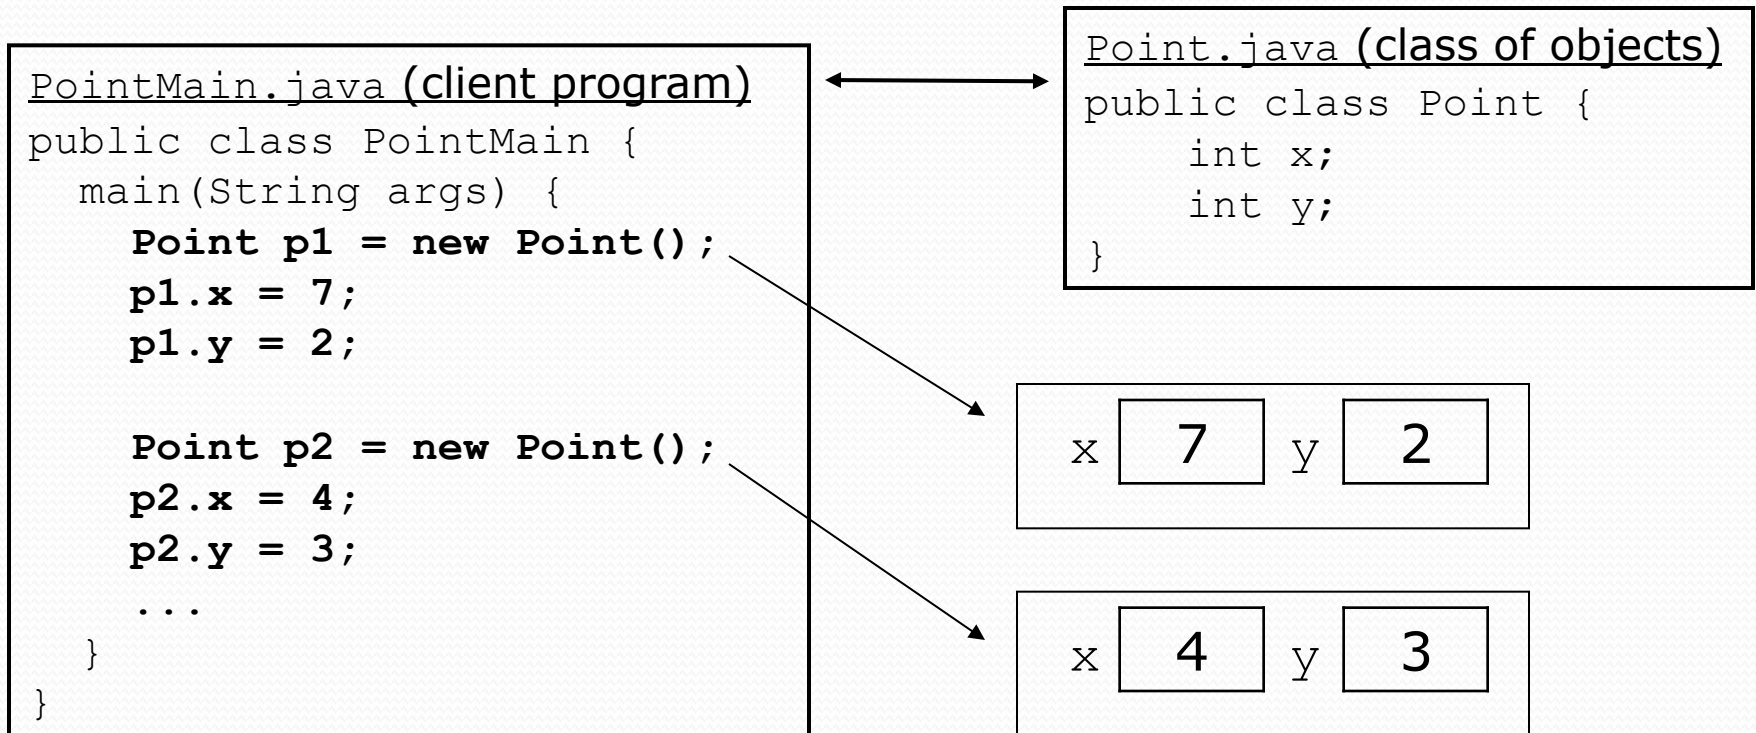 PointMain.java (client program)
public class PointMain {
main(String args) {
Point p1 = new Point();
p1.x = 7;
p1.y = 2;
Point p2 = new Point();
p2.x = 4;
p2.y = 3;
...
}
}
Point.java (class of objects)
public class Point {
int x;
int y;
}
x 7 y 2
x 4 y 3